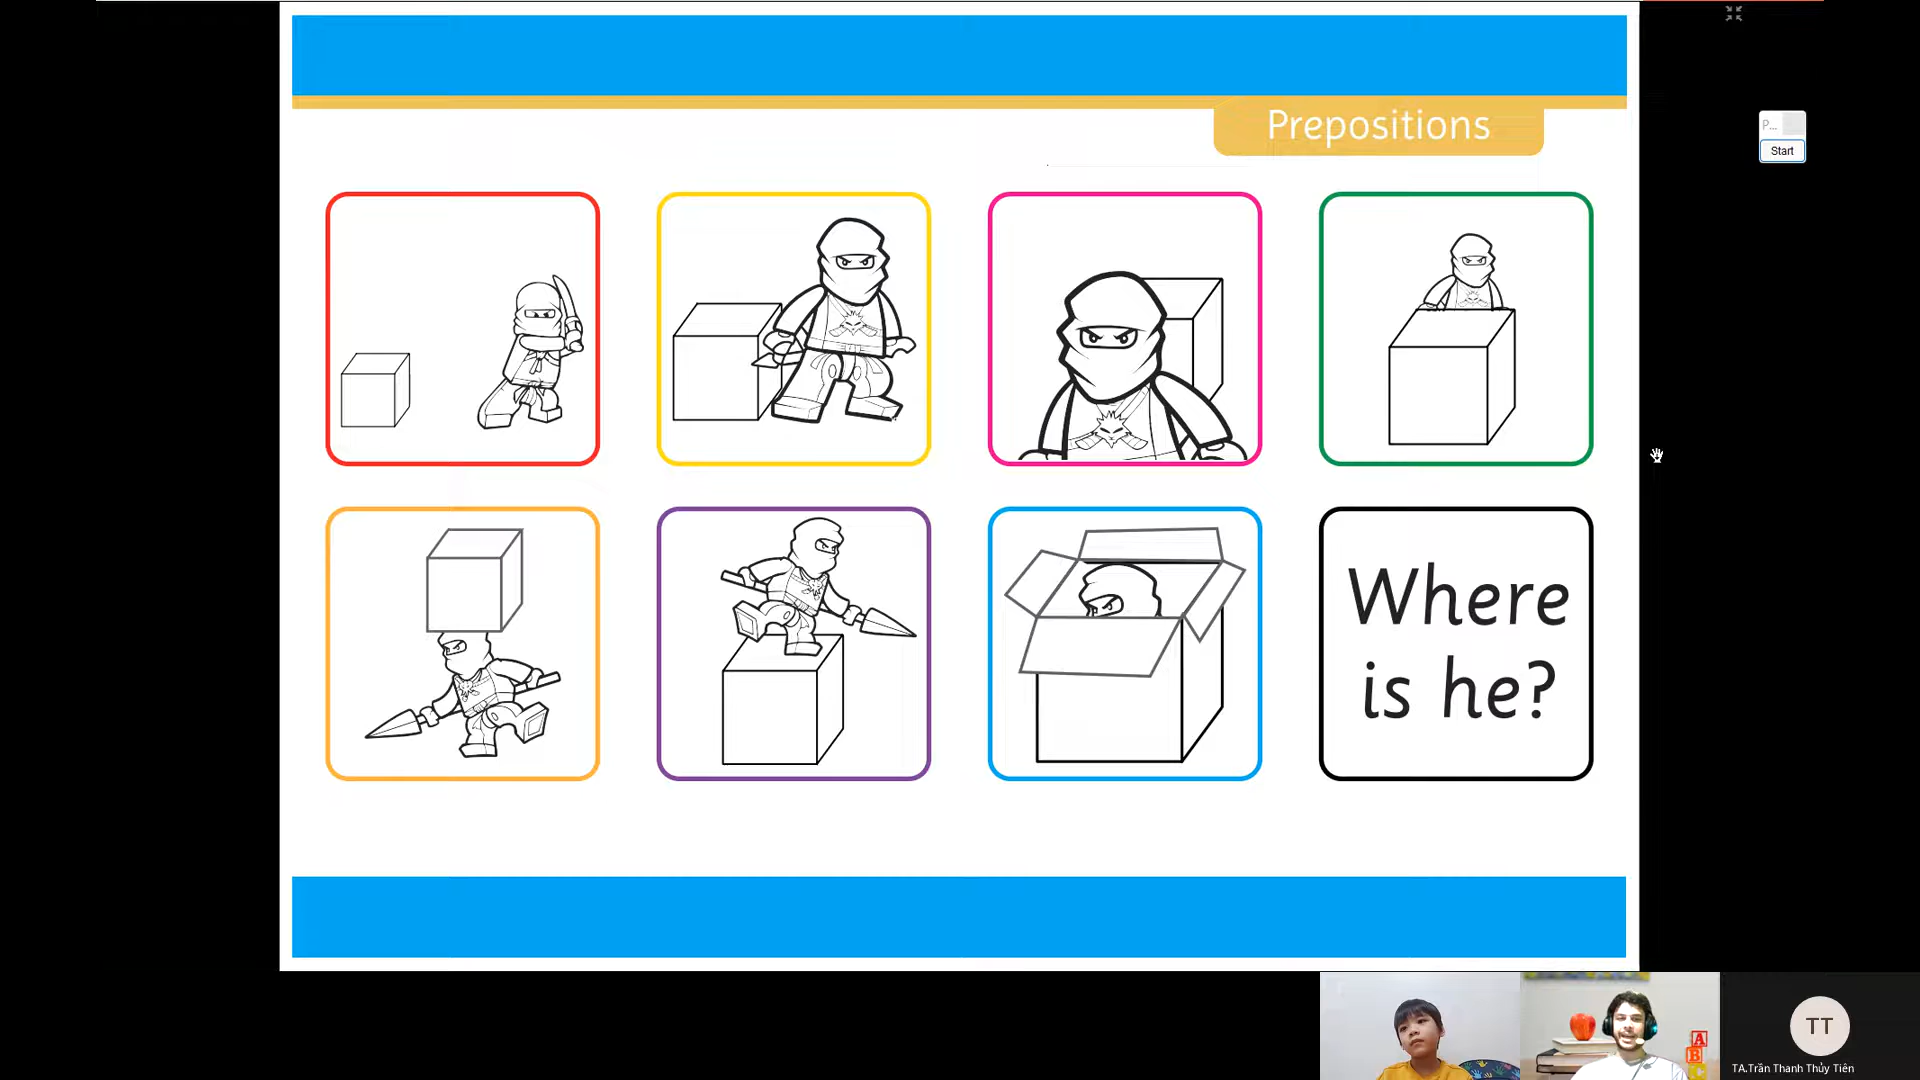 Prepositions
P...
Start
Where
is he?
A
B
TT
TA.Trần Thanh Thủy Tiên